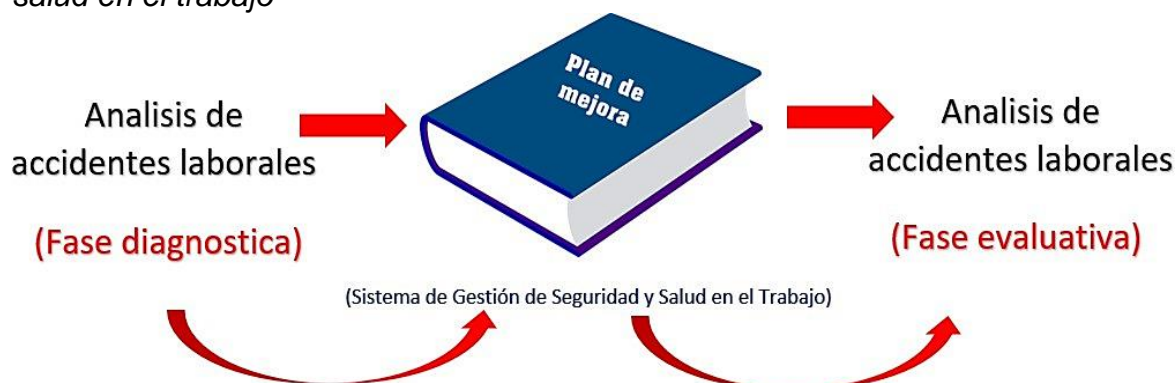 salud en el trabajo
Plan de
mejora
Analisis de
accidentes laborales
(Fase diagnostica)
Analisis de
accidentes laborales
(Fase evaluativa)
(Sistema de Gestión de Seguridad y Salud en el Trabajo)